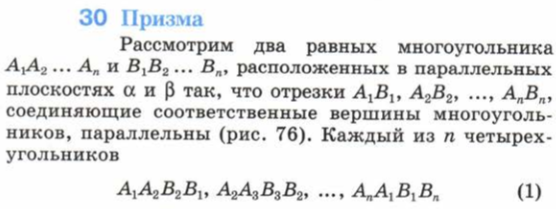 30 Призма
Рассмотрим два равных многоугольника
A₁A₂ ... Aₙ и B₁B₂ ... Bₙ, расположенных в параллельных
плоскостях α и β так, что отрезки A₁B₁, A₂B₂, ..., AₙBₙ,
соединяющие соответственные вершины многоуголь-
ников, параллельны (рис. 76). Каждый из n четырех-
угольников
A₁A₂B₂B₁, A₂A₃B₃B₂, ..., AₙA₁B₁Bₙ (1)